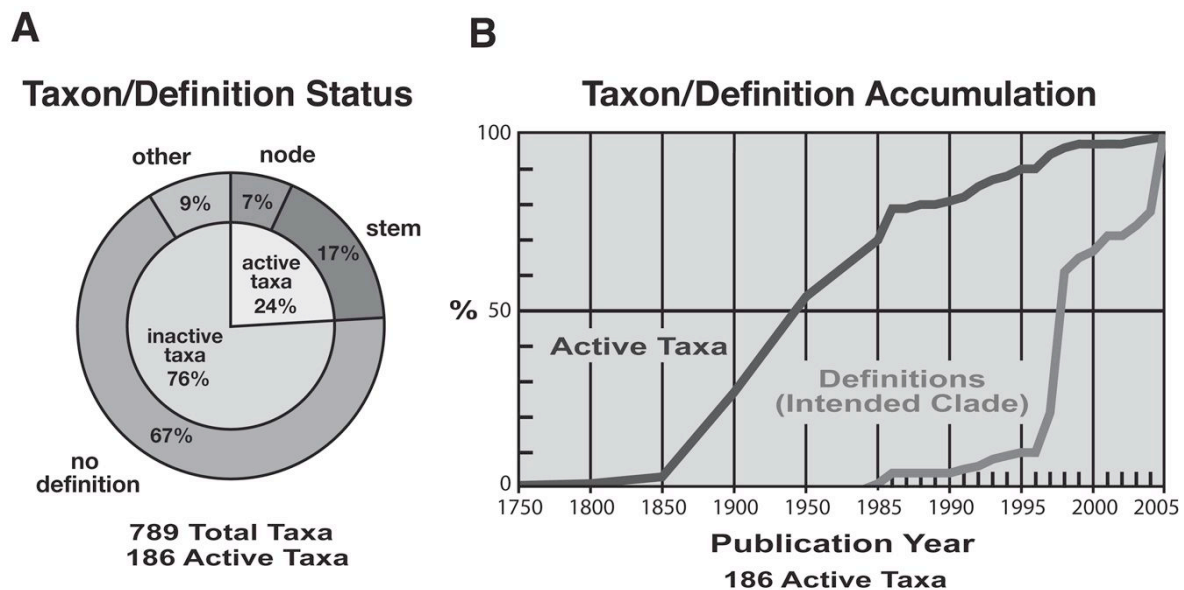 A
Taxon/Definition Status
other
node
9%
7%
stem
17%
active
taxa
24%
inactive
taxa
76%
67%
no
definition
789 Total Taxa
186 Active Taxa
B
Taxon/Definition Accumulation
100
%
50
Active Taxa
Definitions
(Intended Clade)
0
1750 1800 1850 1900 1950 1985 1990 1995 2000 2005
Publication Year
186 Active Taxa